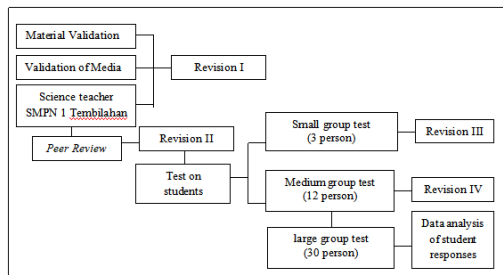 Material Validation
Validation of Media
Revision I
Science teacher
SMPN 1 Tembilahan
Peer Review
Revision II
Test on
students
Small group test
(3 person)
Revision III
Medium group test
(12 person)
Revision IV
large group test
(30 person)
Data analysis
of student
responses